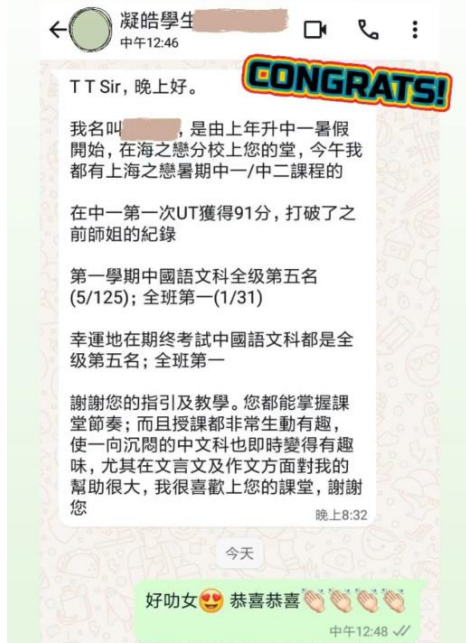 凝皓學生
中午12:46
CONGRATS!
T T Sir, 晚上好。
我名叫 , 是由上年升中一暑假
開始, 在海之戀分校上您的堂, 今午我
都有上海之戀暑期中一/中二課程的
在中一第一次UT獲得91分, 打破了之
前師姐的紀錄
第一學期中國語文科全级第五名
(5/125); 全班第一(1/31)
幸運地在期终考試中國語文科都是全
级第五名; 全班第一
謝謝您的指引及教學。您都能掌握課
堂節奏; 而且授課都非常生動有趣,
使一向沉悶的中文科也即時變得有趣
味, 尤其在文言文及作文方面對我的
幫助很大, 我很喜歡上您的課堂, 謝謝
您
晚上8:32
今天
好叻女😍 恭喜恭喜👏👏👏👏
中午12:48